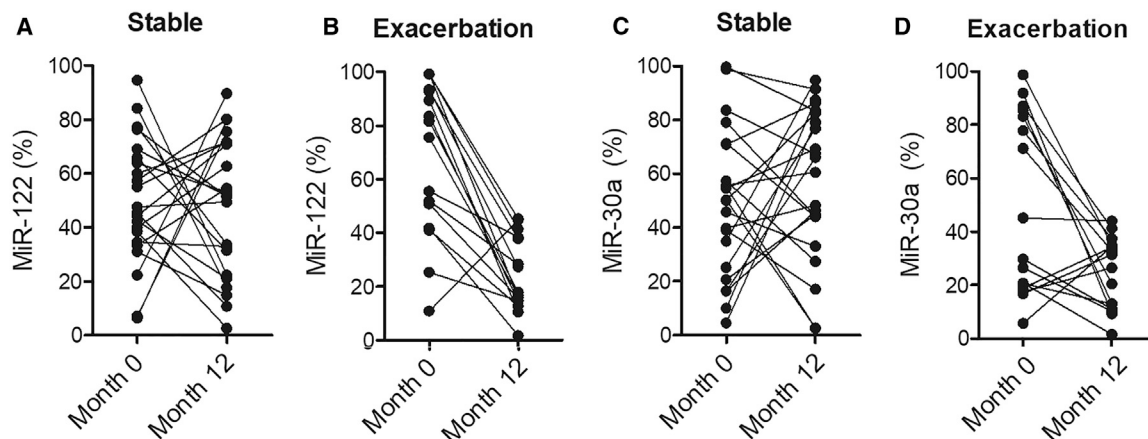 A Stable
MiR-122 (%)
100
80
60
40
20
0
Month 0
Month 12
B Exacerbation
MiR-122 (%)
100
80
60
40
20
0
Month 0
Month 12
C Stable
MiR-30a (%)
100
80
60
40
20
0
Month 0
Month 12
D Exacerbation
MiR-30a (%)
100
80
60
40
20
0
Month 0
Month 12